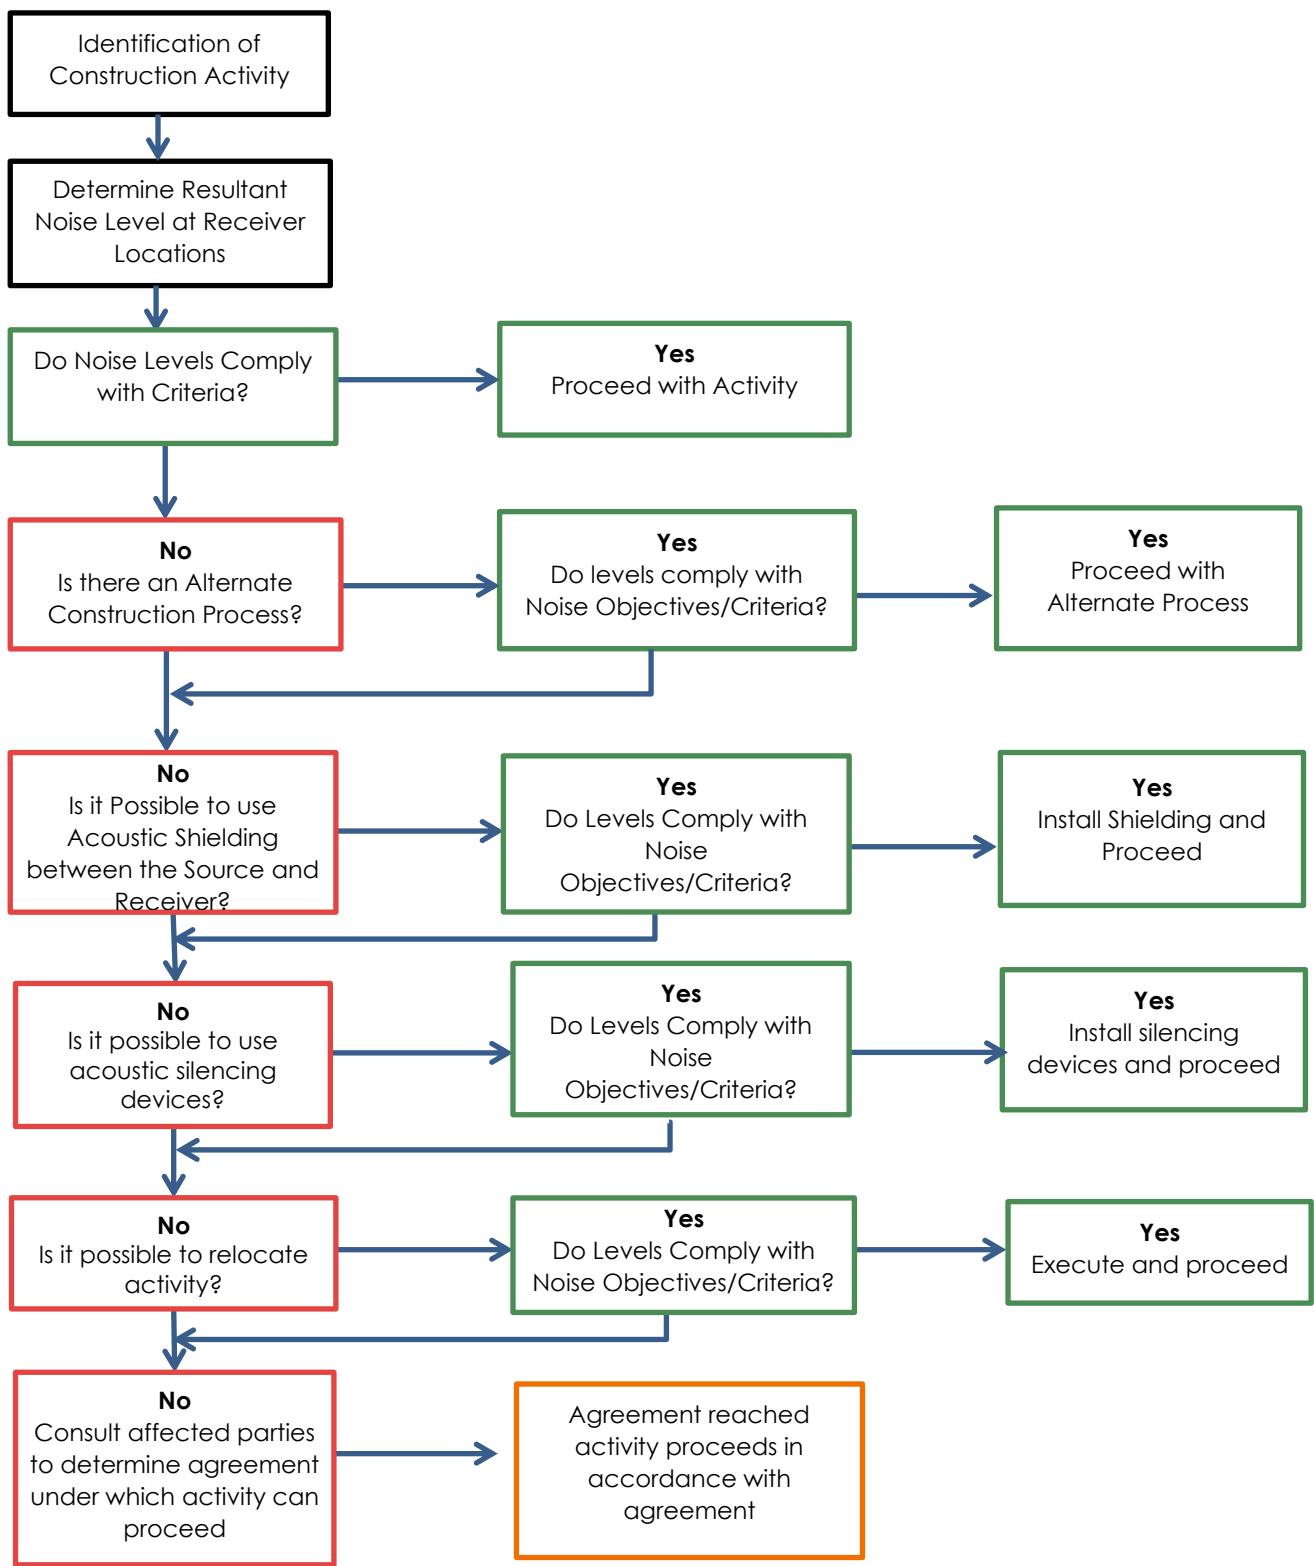 Identification of
Construction Activity
Determine Resultant
Noise Level at Receiver
Locations
Do Noise Levels Comply
with Criteria?
Yes
Proceed with Activity
No
Is there an Alternate
Construction Process?
Yes
Do levels comply with
Noise Objectives/Criteria?
Yes
Proceed with
Alternate Process
No
Is it Possible to use
Acoustic Shielding
between the Source and
Receiver?
Yes
Do Levels Comply with
Noise
Objectives/Criteria?
Yes
Install Shielding and
Proceed
No
Is it possible to use
acoustic silencing
devices?
Yes
Do Levels Comply with
Noise
Objectives/Criteria?
Yes
Install silencing
devices and proceed
No
Is it possible to relocate
activity?
Yes
Do Levels Comply with
Noise Objectives/Criteria?
Yes
Execute and proceed
No
Consult affected parties
to determine agreement
under which activity can
proceed
Agreement reached
activity proceeds in
accordance with
agreement